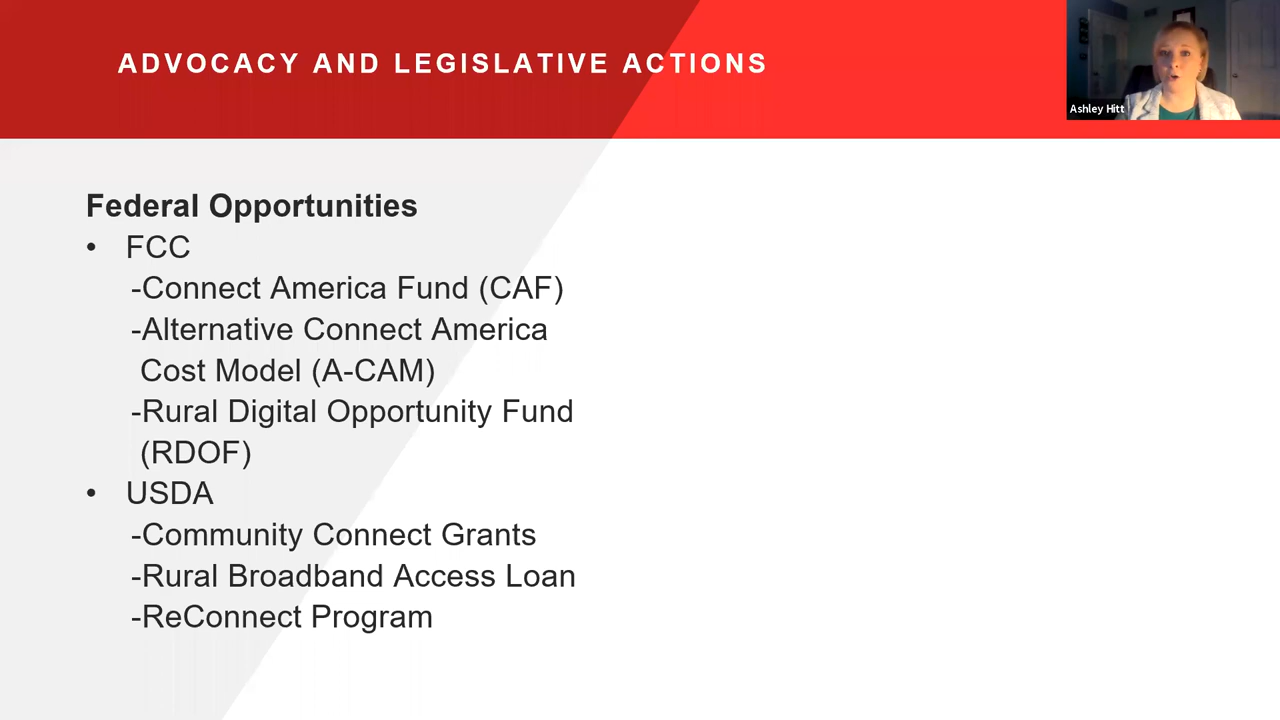 ADVOCACY AND LEGISLATIVE ACTIONS
Ashley Hitt
Federal Opportunities
• FCC
-Connect America Fund (CAF)
-Alternative Connect America
Cost Model (A-CAM)
-Rural Digital Opportunity Fund
(RDOF)
• USDA
-Community Connect Grants
-Rural Broadband Access Loan
-ReConnect Program